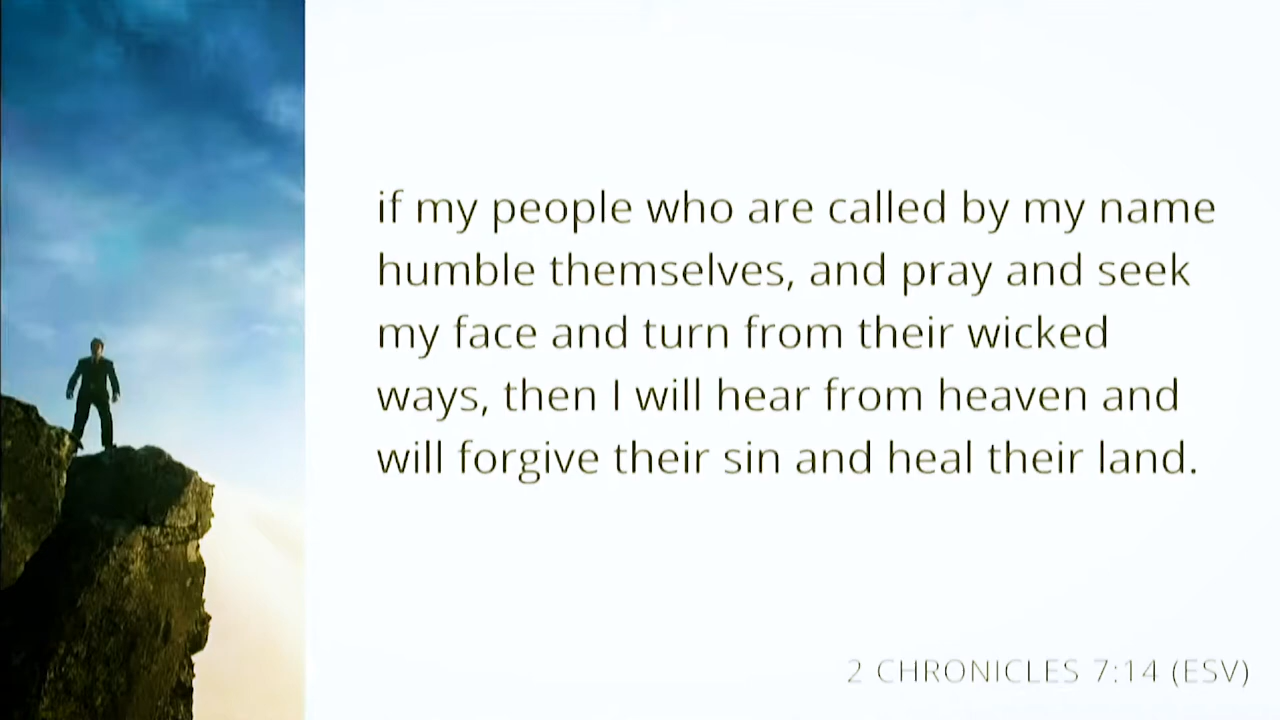 if my people who are called by my name
humble themselves, and pray and seek
my face and turn from their wicked
ways, then I will hear from heaven and
will forgive their sin and heal their land.
2 CHRONICLES 7:14 (ESV)